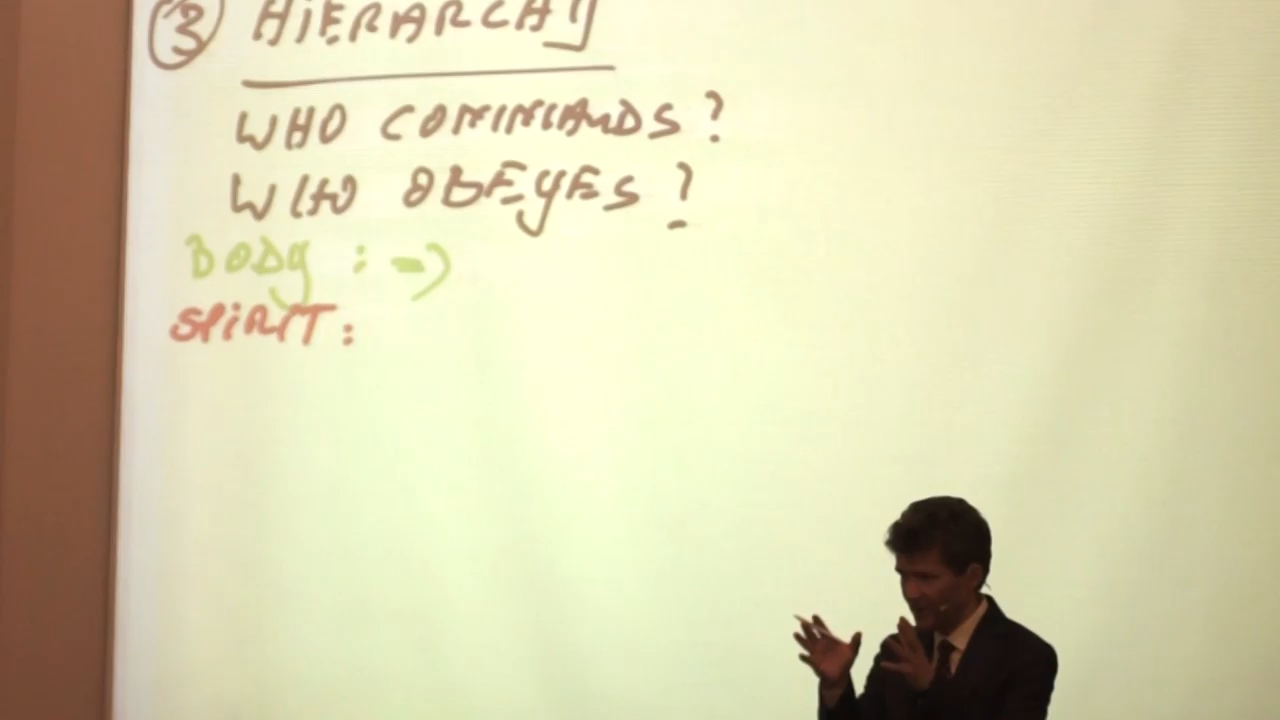 3 HiERARCHY
WHO COMMANDS?
WHO OBEYES?
BODY : =)
SPiRiT :